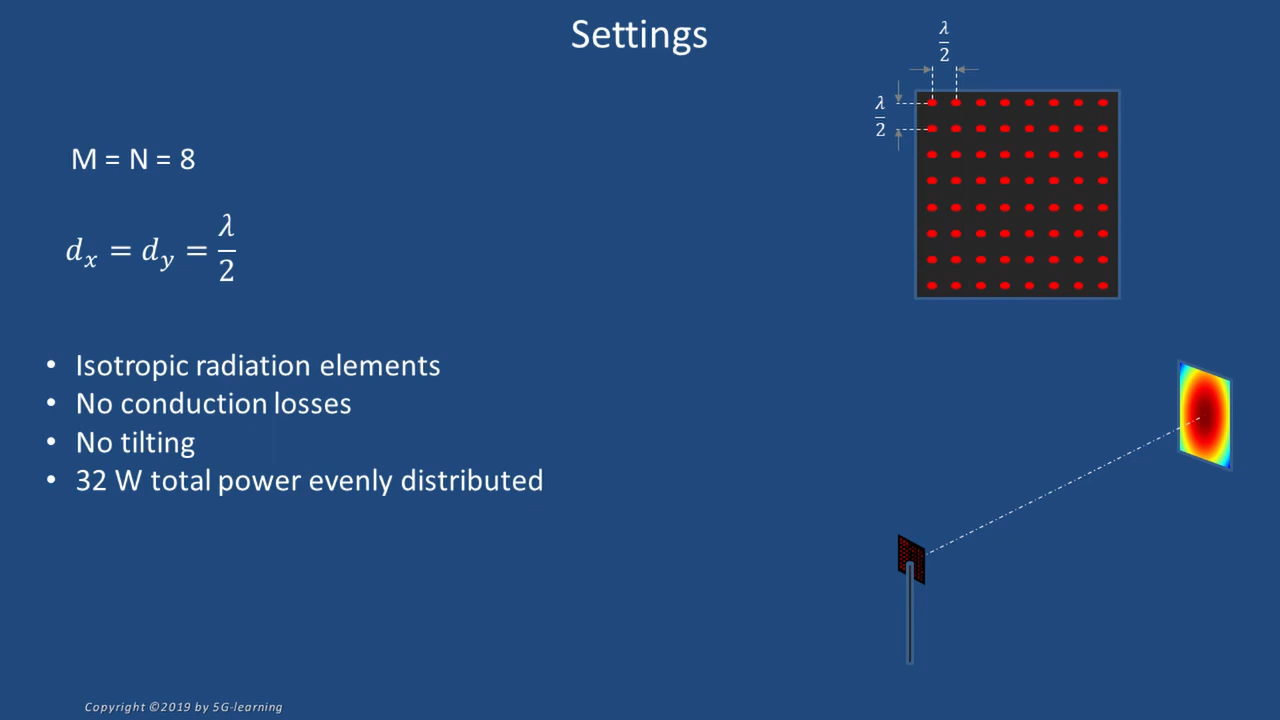 Settings
λ/2
λ/2
M = N = 8
dₓ = d_y = λ/2
• Isotropic radiation elements
• No conduction losses
• No tilting
• 32 W total power evenly distributed
Copyright ©2019 by 5G-learning